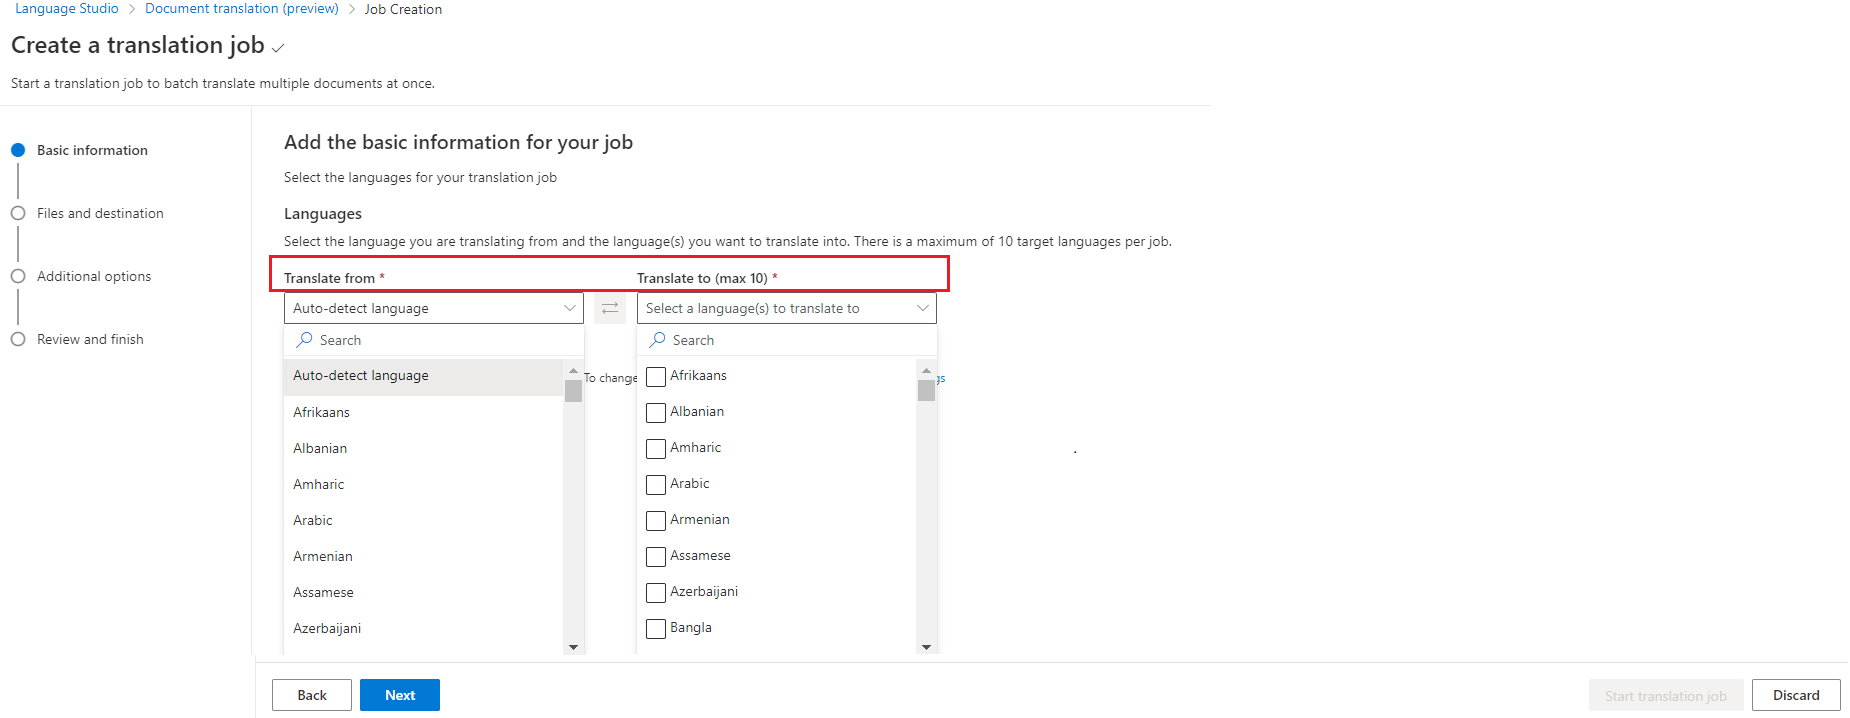 Language Studio > Document translation (preview) > Job Creation
Create a translation job
Start a translation job to batch translate multiple documents at once.
Basic information
Files and destination
Additional options
Review and finish
Add the basic information for your job
Select the languages for your translation job
Languages
Select the language you are translating from and the language(s) you want to translate into. There is a maximum of 10 target languages per job.
Translate from *
Auto-detect language
Search
Auto-detect language
Afrikaans
Albanian
Amharic
Arabic
Armenian
Assamese
Azerbaijani
To change
Translate to (max 10) *
Select a language(s) to translate to
Search
Afrikaans
Albanian
Amharic
Arabic
Armenian
Assamese
Azerbaijani
Bangla
Back
Next
Start translation job
Discard